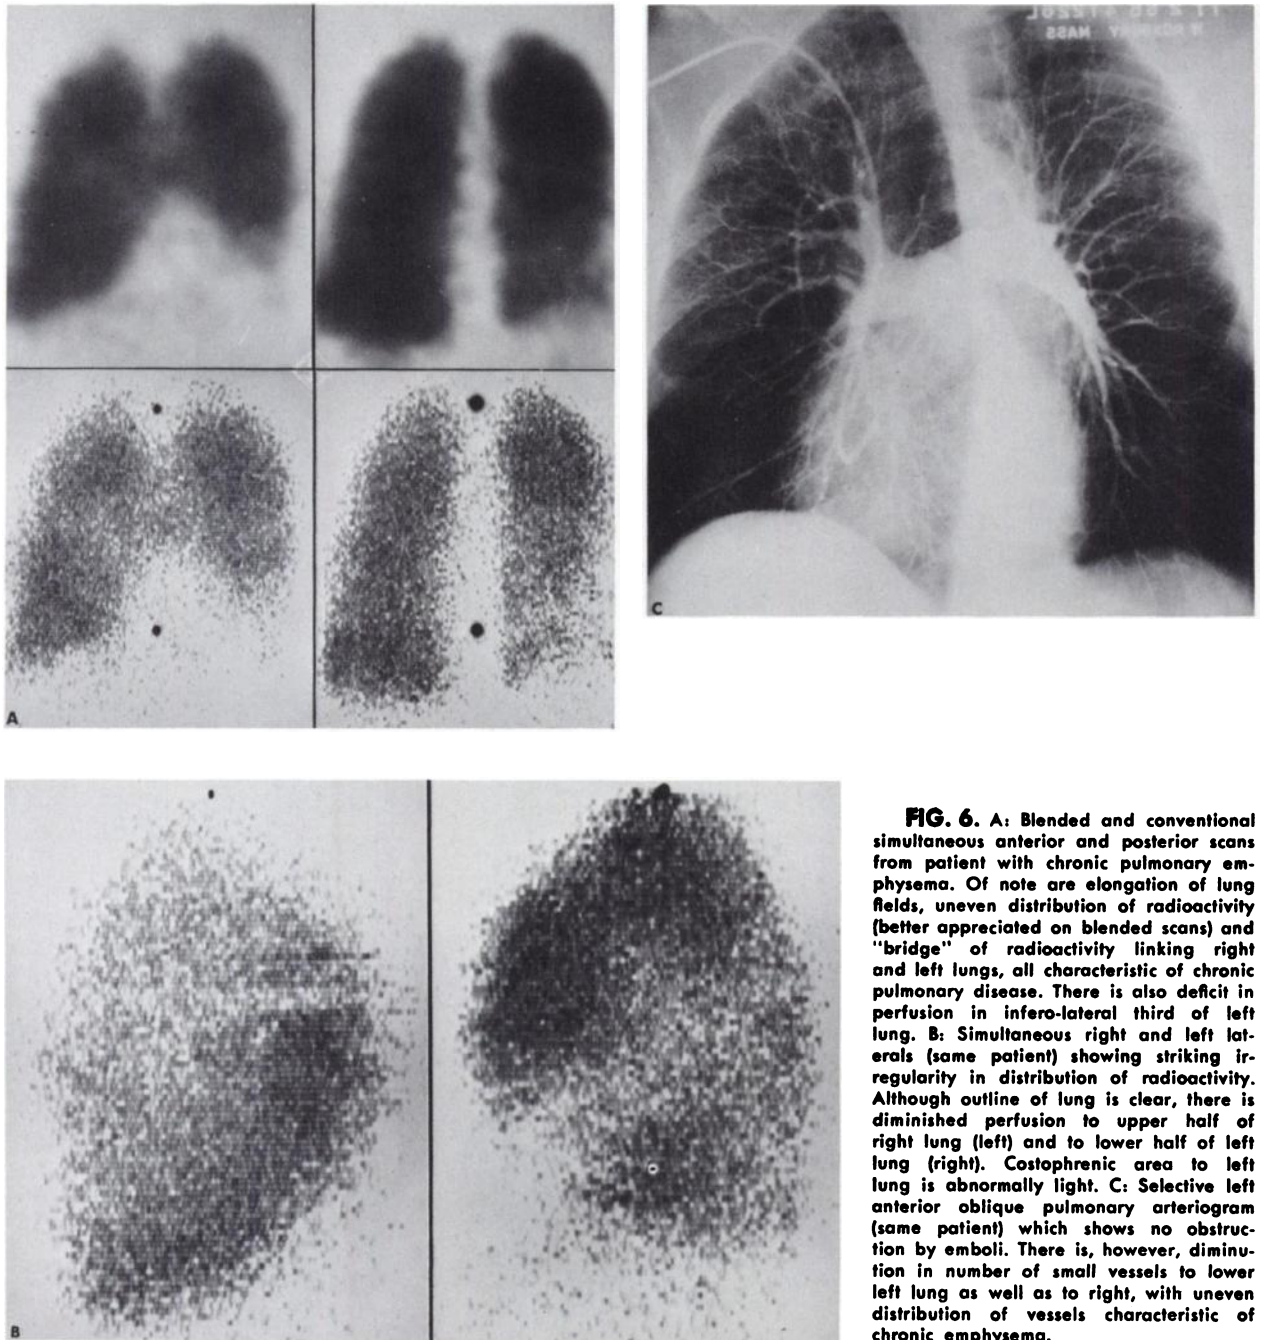 MASS
C
A
B
FIG. 6. A: Blended and conventional
simultaneous anterior and posterior scans
from patient with chronic pulmonary em-
physema. Of note are elongation of lung
fields, uneven distribution of radioactivity
(better appreciated on blended scans) and
"bridge" of radioactivity linking right
and left lungs, all characteristic of chronic
pulmonary disease. There is also deficit in
perfusion in infero-lateral third of left
lung. B: Simultaneous right and left lat-
erals (same patient) showing striking ir-
regularity in distribution of radioactivity.
Although outline of lung is clear, there is
diminished perfusion to upper half of
right lung (left) and to lower half of left
lung (right). Costophrenic area to left
lung is abnormally light. C: Selective left
anterior oblique pulmonary arteriogram
(same patient) which shows no obstruc-
tion by emboli. There is, however, diminu-
tion in number of small vessels to lower
left lung as well as to right, with uneven
distribution of vessels characteristic of
chronic emphysema.